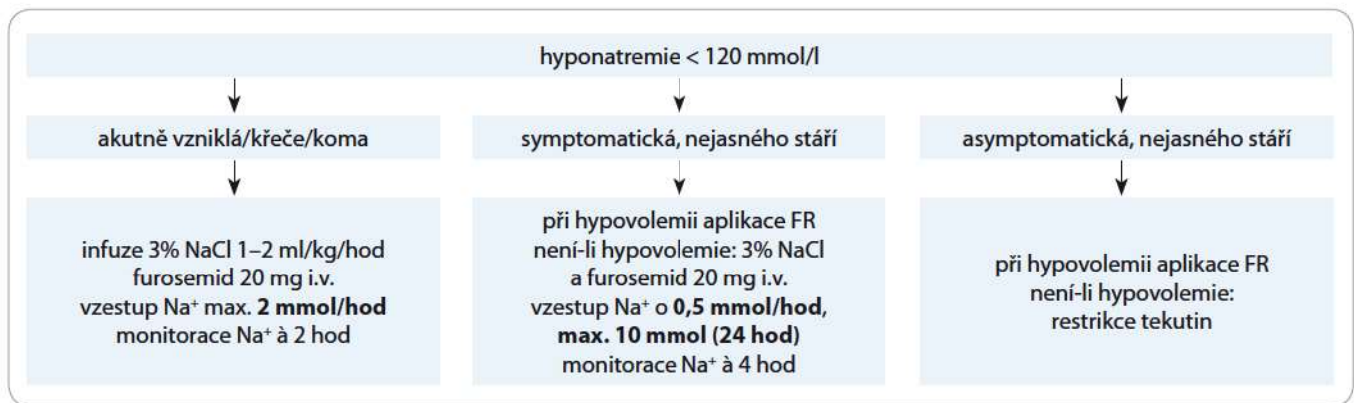 hyponatremie < 120 mmol/l
akutně vzniklá/křeče/koma
symptomatická, nejasného stáří
asymptomatická, nejasného stáří
infuze 3% NaCl 1–2 ml/kg/hod
furosemid 20 mg i.v.
vzestup Na⁺ max. 2 mmol/hod
monitorace Na⁺ à 2 hod
při hypovolemii aplikace FR
není-li hypovolemie: 3% NaCl
a furosemid 20 mg i.v.
vzestup Na⁺ o 0,5 mmol/hod,
max. 10 mmol (24 hod)
monitorace Na⁺ à 4 hod
při hypovolemii aplikace FR
není-li hypovolemie:
restrikce tekutin